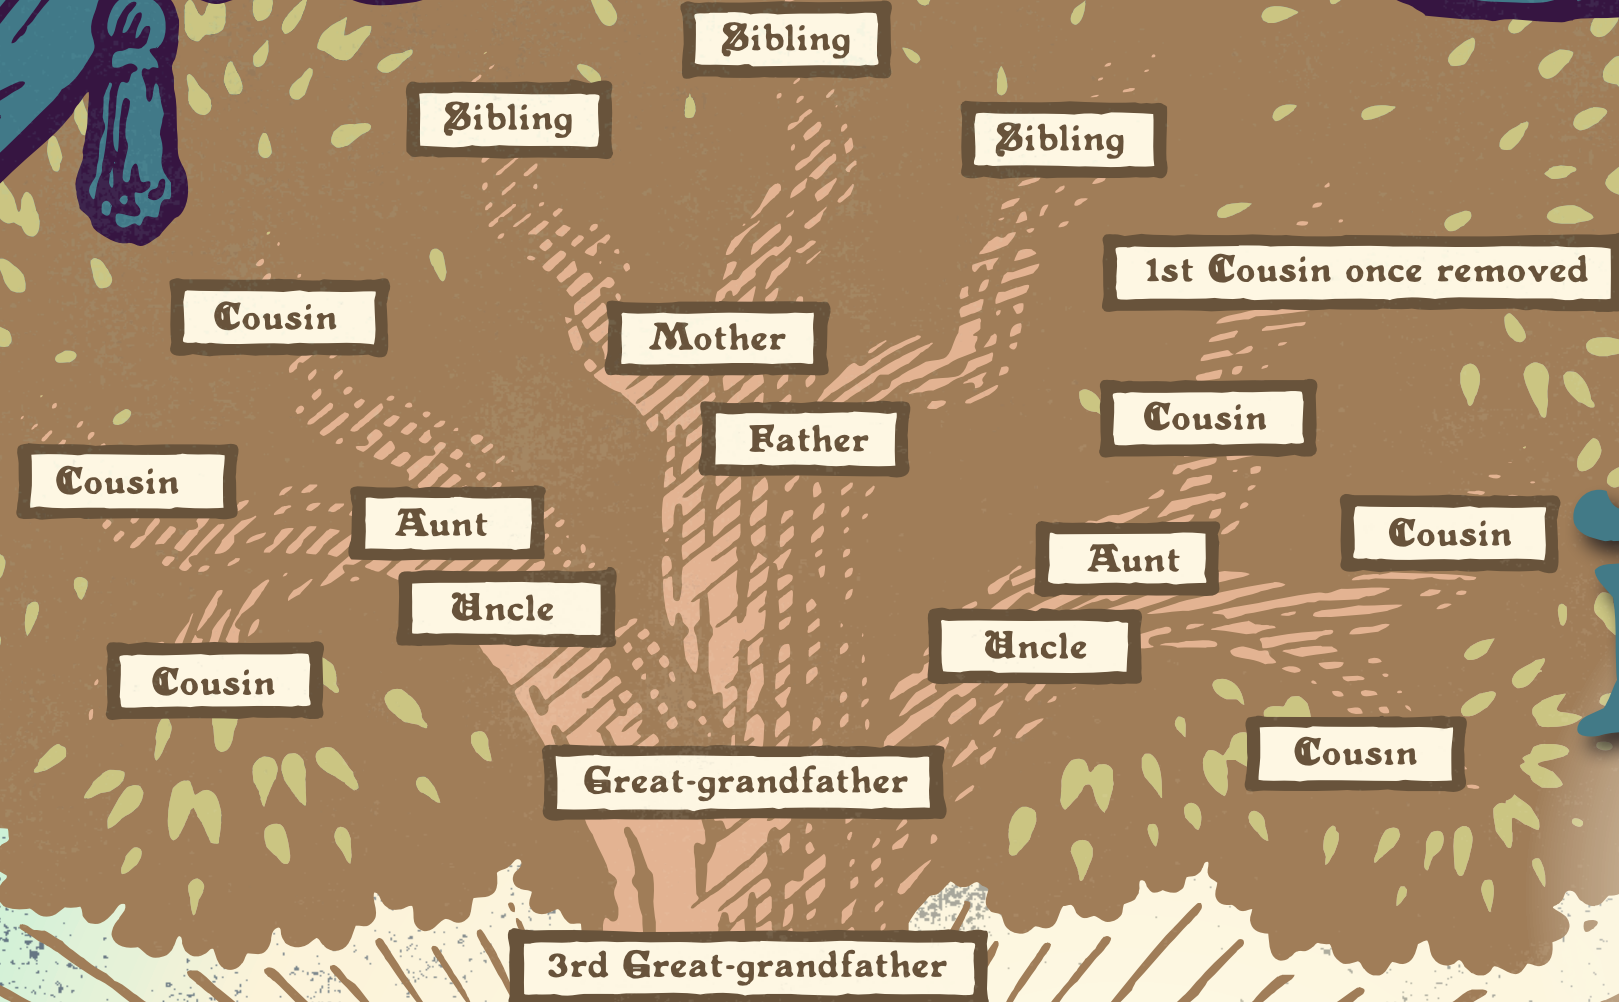 Sibling
Sibling
Sibling
1st Cousin once removed
Cousin
Mother
Cousin
Father
Cousin
Aunt
Cousin
Aunt
Uncle
Uncle
Cousin
Cousin
Great-grandfather
3rd Great-grandfather